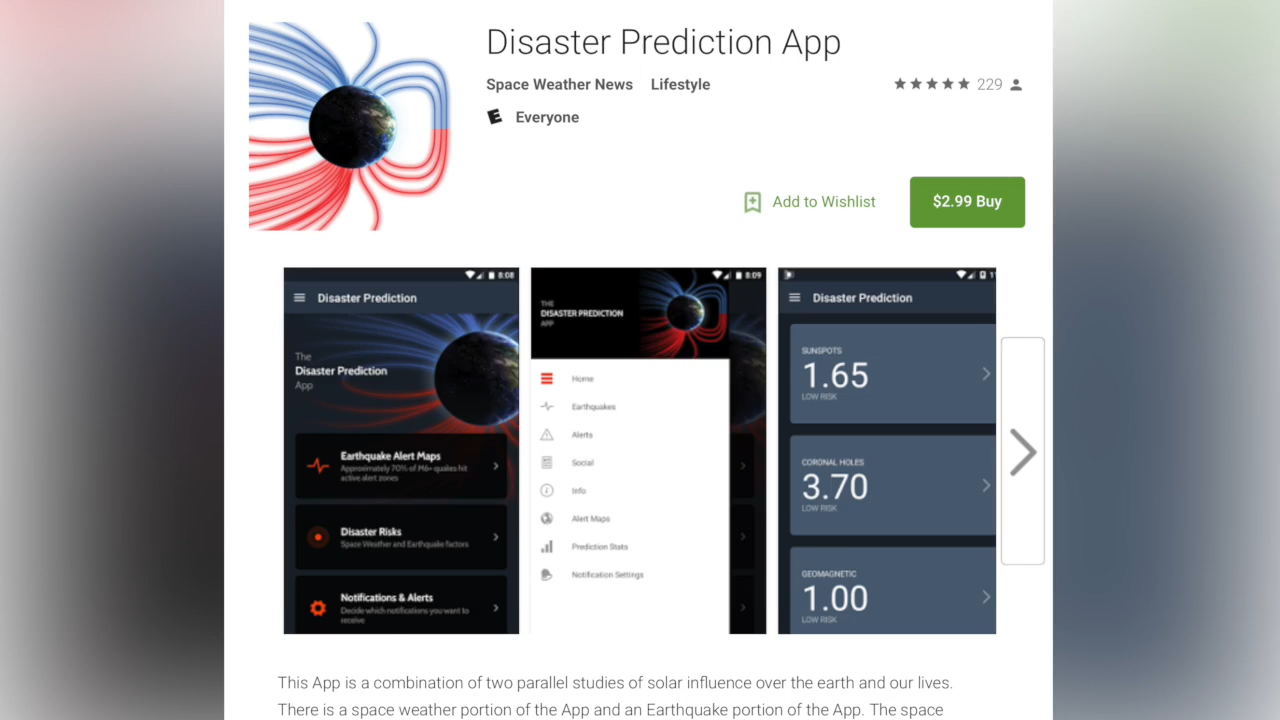 Disaster Prediction App
Space Weather News Lifestyle
229
E Everyone
Add to Wishlist
$2.99 Buy
8:08
Disaster Prediction
The
Disaster Prediction
App
Earthquake Alert Maps
Approximately 70% of M6+ quakes hit
active alert zones
Disaster Risks
Space Weather and Earthquake factors
Notifications & Alerts
Decide which notifications you want to
receive
8:09
THE
DISASTER PREDICTION
APP
Home
Earthquakes
Alerts
Social
Info
Alert Maps
Prediction Stats
Notification Settings
Disaster Prediction
SUNSPOTS
1.65
LOW RISK
CORONAL HOLES
3.70
LOW RISK
GEOMAGNETIC
1.00
LOW RISK
This App is a combination of two parallel studies of solar influence over the earth and our lives.
There is a space weather portion of the App and an Earthquake portion of the App. The space